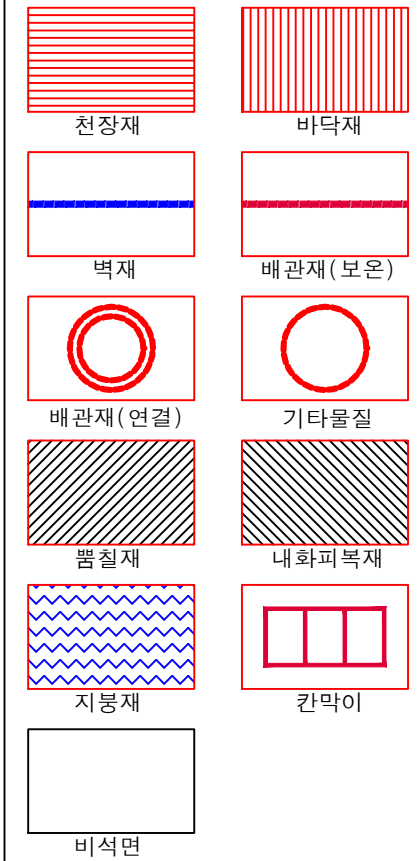 천장재
바닥재
벽재
배관재(보온)
배관재(연결)
기타물질
뿜칠재
내화피복재
지붕재
칸막이
비석면